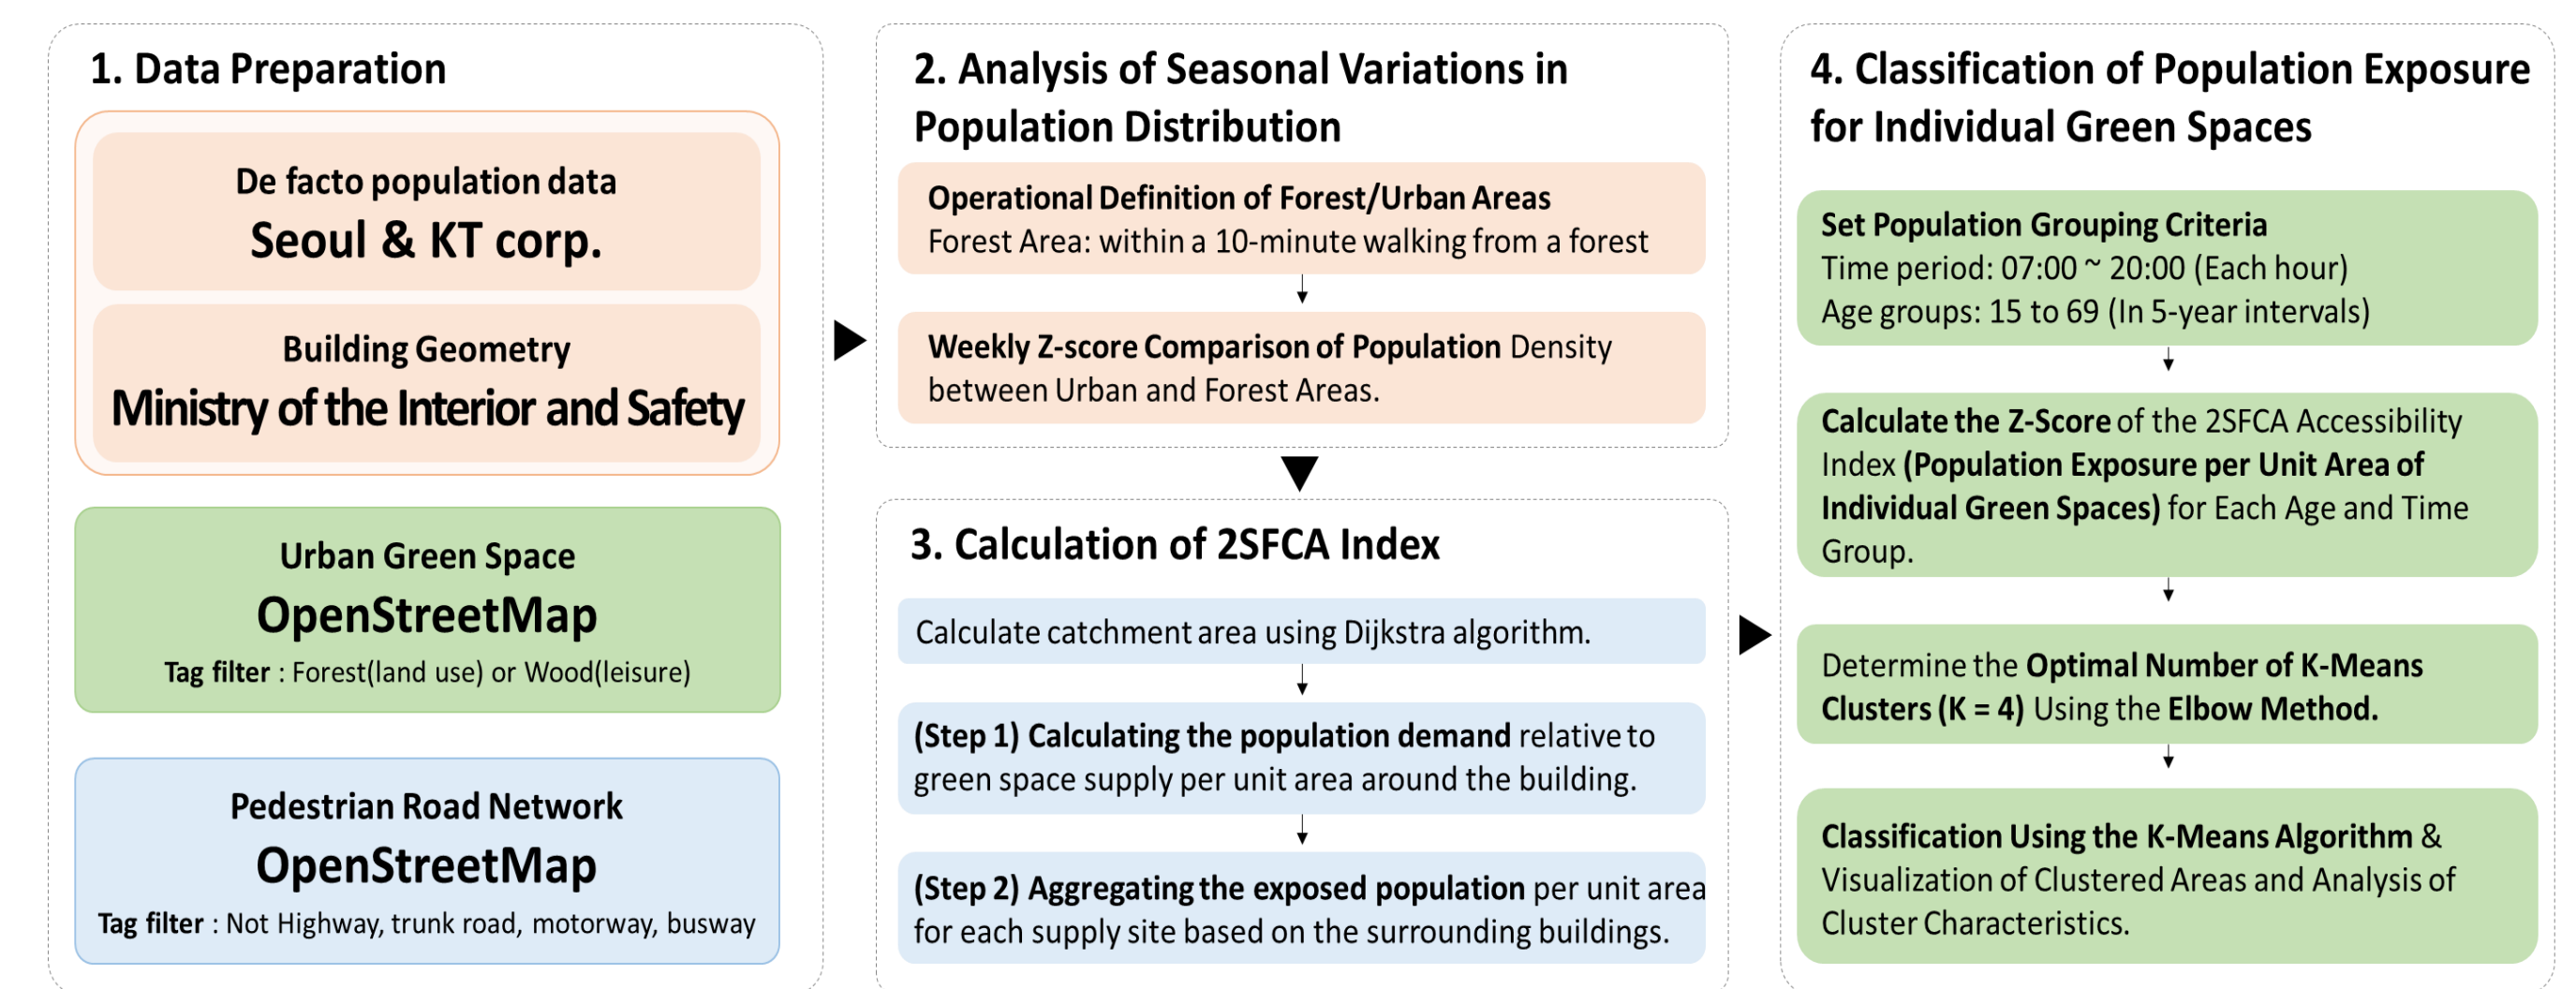 1. Data Preparation
De facto population data
Seoul & KT corp.
Building Geometry
Ministry of the Interior and Safety
Urban Green Space
OpenStreetMap
Tag filter : Forest(land use) or Wood(leisure)
Pedestrian Road Network
OpenStreetMap
Tag filter : Not Highway, trunk road, motorway, busway
2. Analysis of Seasonal Variations in
Population Distribution
Operational Definition of Forest/Urban Areas
Forest Area: within a 10-minute walking from a forest
Weekly Z-score Comparison of Population Density
between Urban and Forest Areas.
3. Calculation of 2SFCA Index
Calculate catchment area using Dijkstra algorithm.
(Step 1) Calculating the population demand relative to
green space supply per unit area around the building.
(Step 2) Aggregating the exposed population per unit area
for each supply site based on the surrounding buildings.
4. Classification of Population Exposure
for Individual Green Spaces
Set Population Grouping Criteria
Time period: 07:00 ~ 20:00 (Each hour)
Age groups: 15 to 69 (In 5-year intervals)
Calculate the Z-Score of the 2SFCA Accessibility
Index (Population Exposure per Unit Area of
Individual Green Spaces) for Each Age and Time
Group.
Determine the Optimal Number of K-Means
Clusters (K = 4) Using the Elbow Method.
Classification Using the K-Means Algorithm &
Visualization of Clustered Areas and Analysis of
Cluster Characteristics.